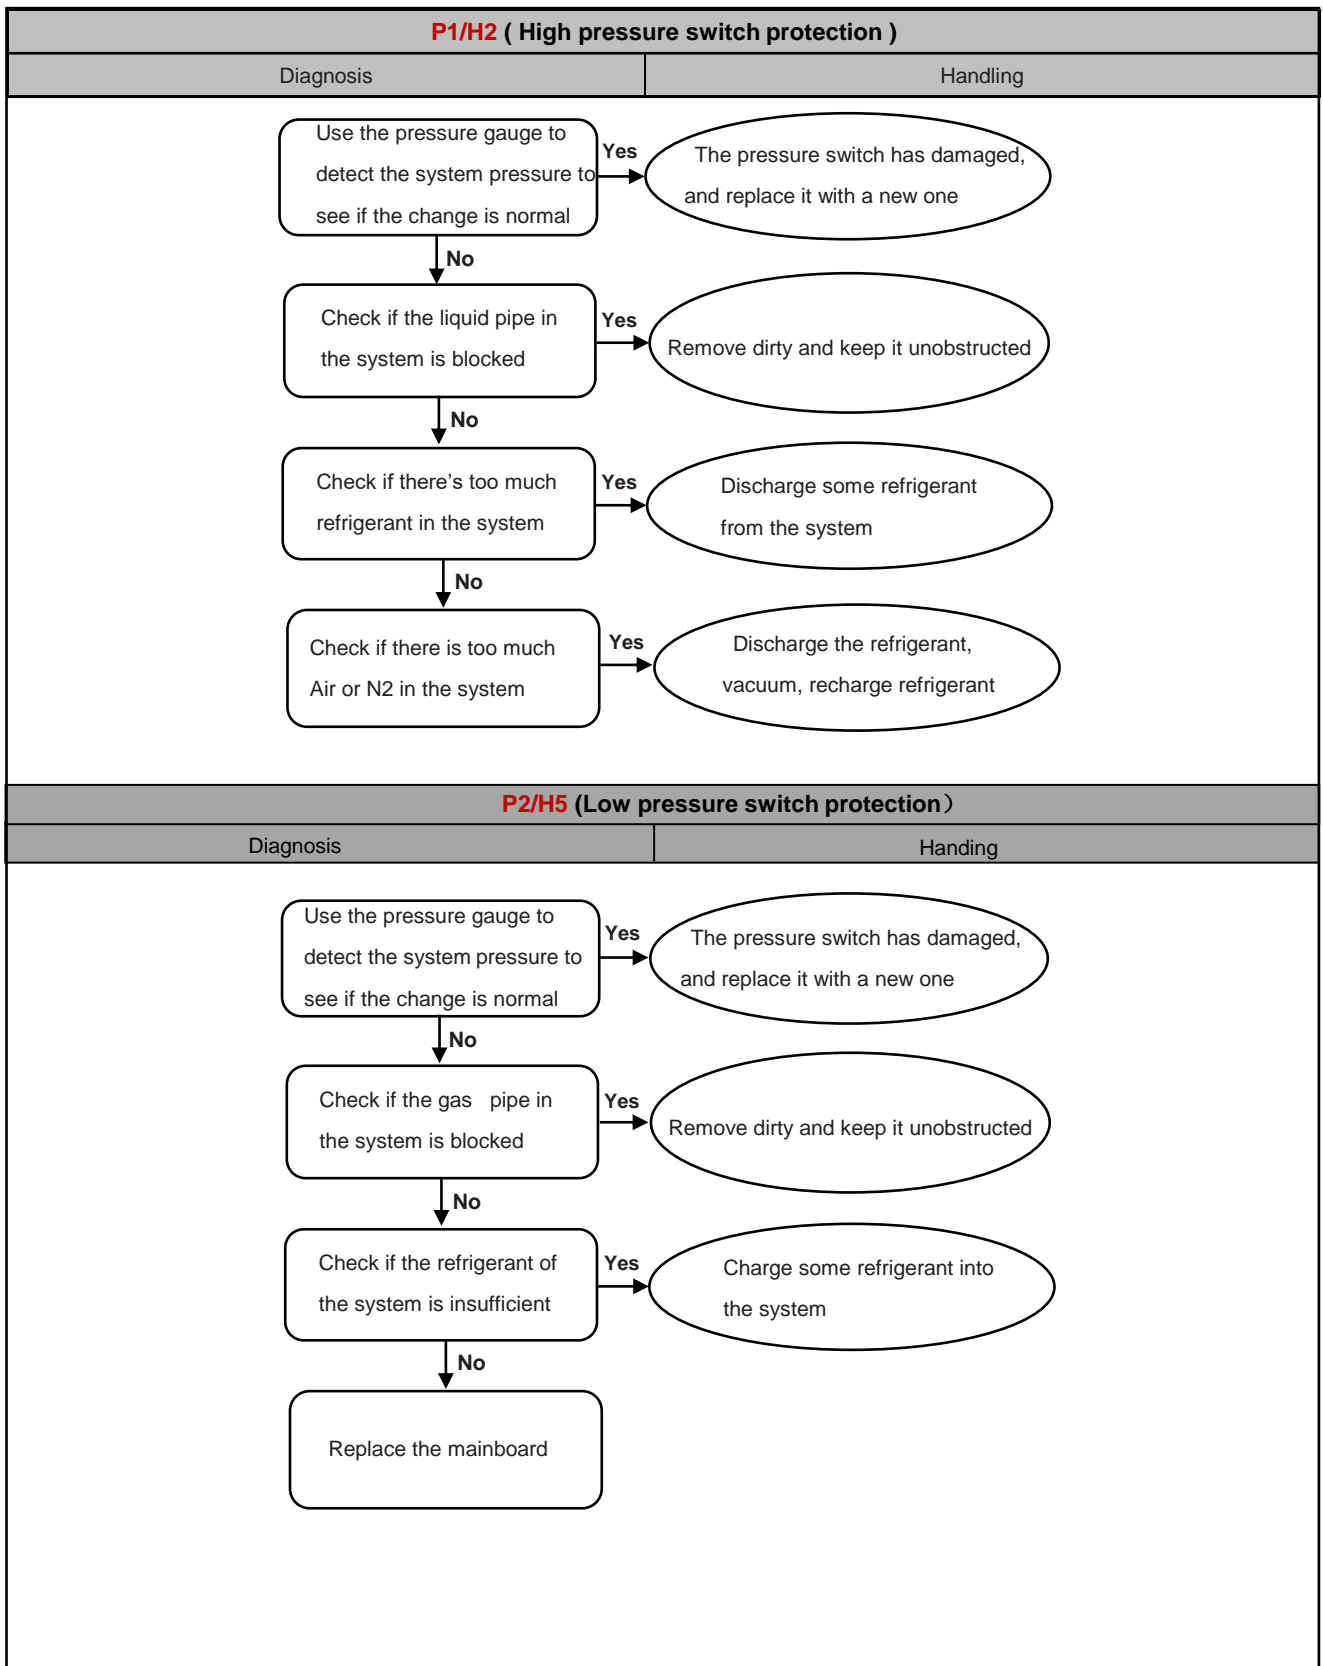 P1/H2 ( High pressure switch protection )
Diagnosis
Handling
Use the pressure gauge to
detect the system pressure to
see if the change is normal
Yes
The pressure switch has damaged,
and replace it with a new one
No
Check if the liquid pipe in
the system is blocked
Yes
Remove dirty and keep it unobstructed
No
Check if there’s too much
refrigerant in the system
Yes
Discharge some refrigerant
from the system
No
Check if there is too much
Air or N2 in the system
Yes
Discharge the refrigerant,
vacuum, recharge refrigerant
P2/H5 (Low pressure switch protection）
Diagnosis
Handing
Use the pressure gauge to
detect the system pressure to
see if the change is normal
Yes
The pressure switch has damaged,
and replace it with a new one
No
Check if the gas pipe in
the system is blocked
Yes
Remove dirty and keep it unobstructed
No
Check if the refrigerant of
the system is insufficient
Yes
Charge some refrigerant into
the system
No
Replace the mainboard